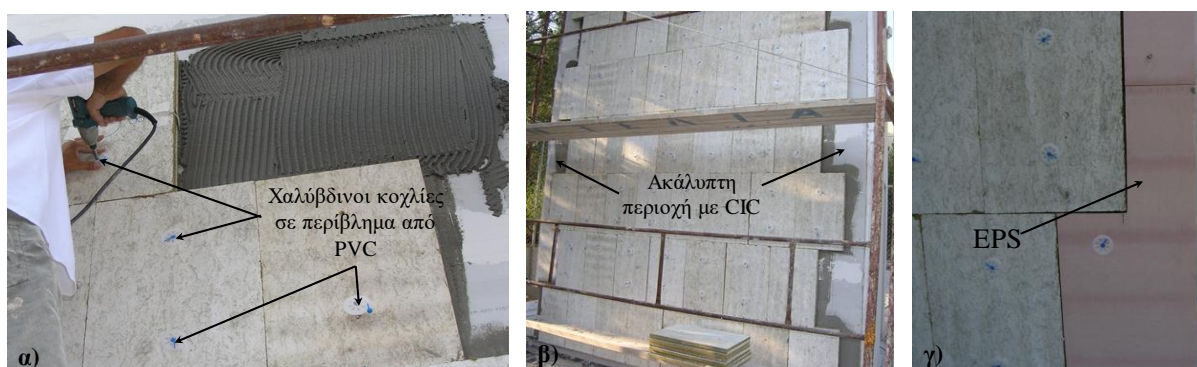 Χαλύβδινοι κοχλίες
σε περίβλημα από
PVC
α)
Ακάλυπτη
περιοχή με CIC
β)
EPS
γ)